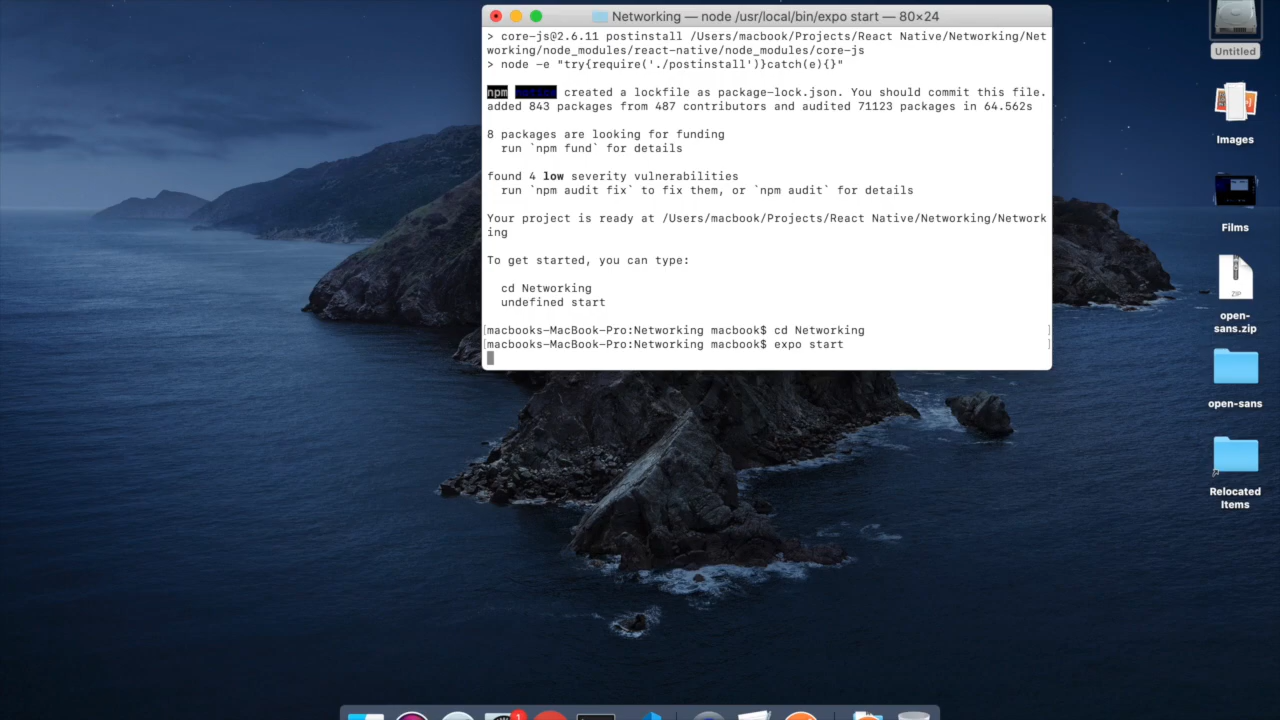 Networking — node /usr/local/bin/expo start — 80×24
> core-js@2.6.11 postinstall /Users/macbook/Projects/React Native/Networking/Net
working/node_modules/react-native/node_modules/core-js
> node -e "try{require('./postinstall')}catch(e){}"
npm notice created a lockfile as package-lock.json. You should commit this file.
added 843 packages from 487 contributors and audited 71123 packages in 64.562s
8 packages are looking for funding
run `npm fund` for details
found 4 low severity vulnerabilities
run `npm audit fix` to fix them, or `npm audit` for details
Your project is ready at /Users/macbook/Projects/React Native/Networking/Network
ing
To get started, you can type:
cd Networking
undefined start
[macbooks-MacBook-Pro:Networking macbook$ cd Networking ]
[macbooks-MacBook-Pro:Networking macbook$ expo start ]
Untitled
Images
Films
ZIP
open-
sans.zip
open-sans
Relocated
Items
1